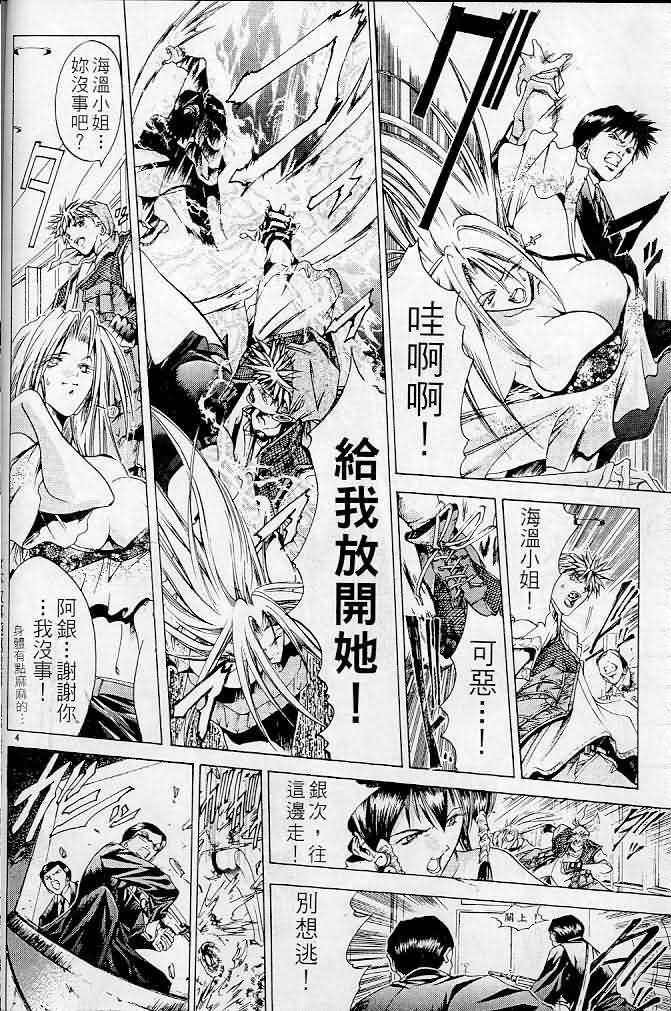 哇啊啊！
海溫小姐！
可惡…！
給我放開她！
海溫小姐…
妳沒事吧？
阿銀…謝謝你
…我沒事！
身體有點麻麻的…
銀次，往
這邊走！
關上！
別想逃！
4